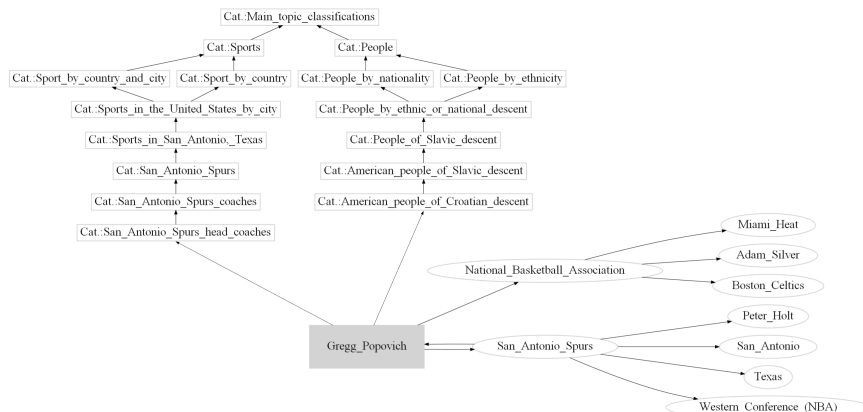 Cat.:Main_topic_classifications
Cat.:Sports
Cat.:People
Cat.:Sport_by_country_and_city
Cat.:Sport_by_country
Cat.:People_by_nationality
Cat.:People_by_ethnicity
Cat.:Sports_in_the_United_States_by_city
Cat.:People_by_ethnic_or_national_descent
Cat.:Sports_in_San_Antonio,_Texas
Cat.:People_of_Slavic_descent
Cat.:San_Antonio_Spurs
Cat.:American_people_of_Slavic_descent
Cat.:San_Antonio_Spurs_coaches
Cat.:American_people_of_Croatian_descent
Cat.:San_Antonio_Spurs_head_coaches
Miami_Heat
Adam_Silver
National_Basketball_Association
Boston_Celtics
Peter_Holt
Gregg_Popovich
San_Antonio_Spurs
San_Antonio
Texas
Western_Conference_(NBA)